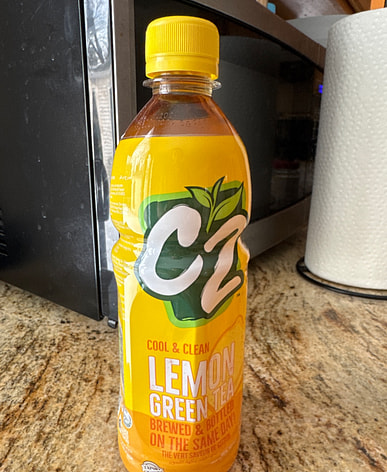 C2
COOL & CLEAN
LEMON
GREEN TEA
BREWED & BOTTLED
ON THE SAME DAY